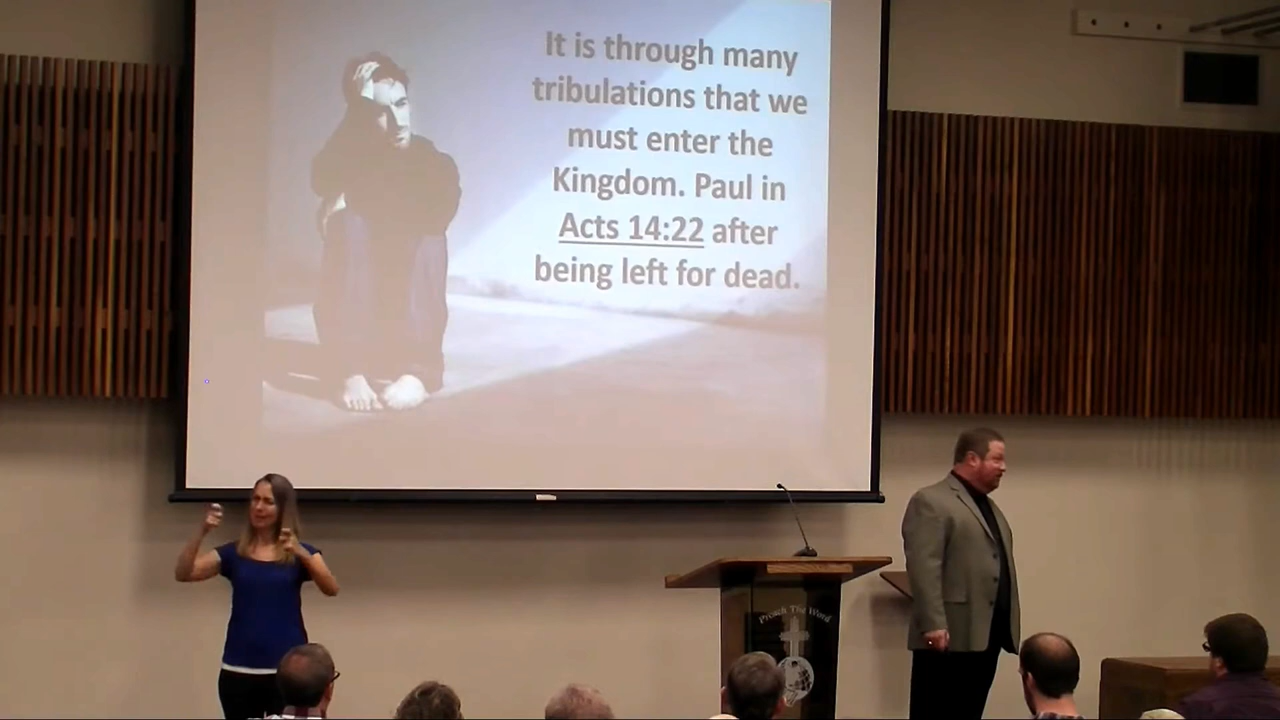 It is through many
tribulations that we
must enter the
Kingdom. Paul in
Acts 14:22 after
being left for dead.
Preach The Word